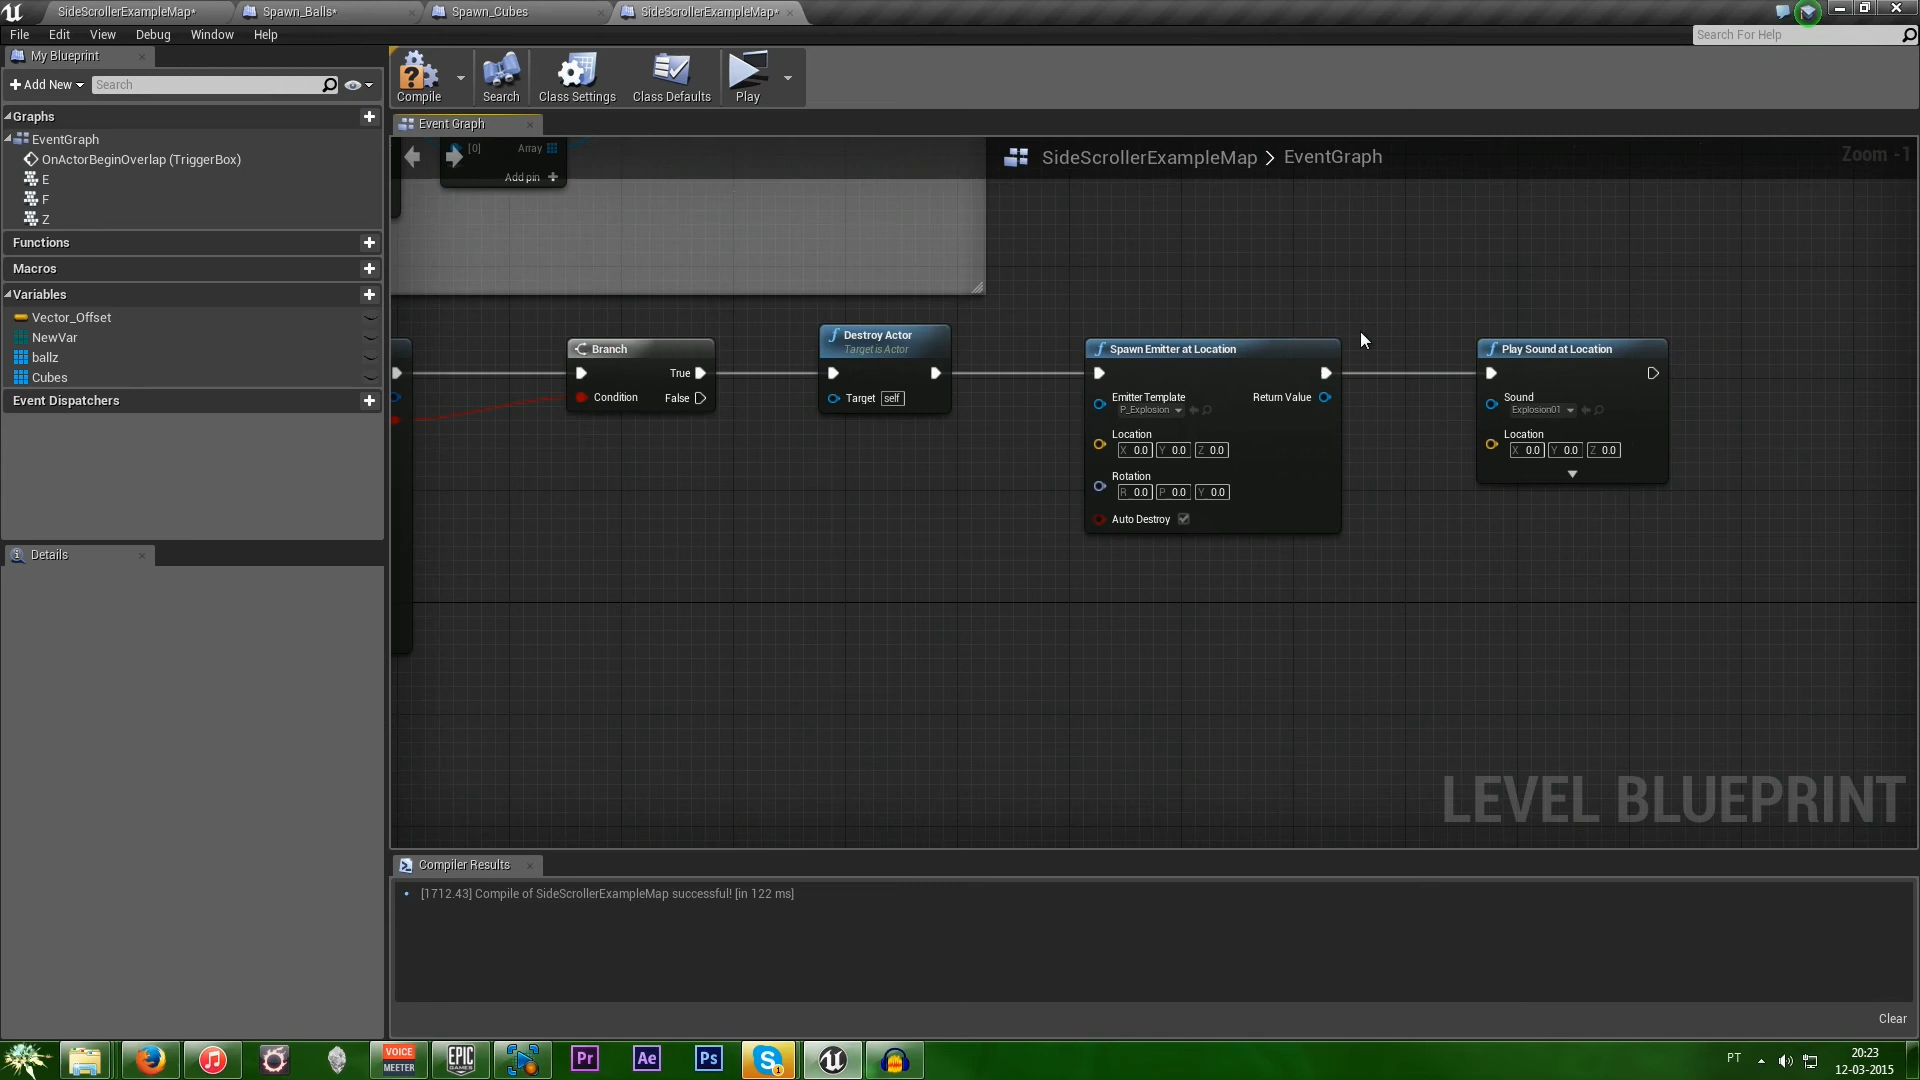 SideScrollerExampleMap*
Spawn_Balls*
Spawn_Cubes
SideScrollerExampleMap*
File
Edit
View
Debug
Window
Help
Search For Help
My Blueprint
Add New
Search
Compile
Search
Class Settings
Class Defaults
Play
Graphs
EventGraph
OnActorBeginOverlap (TriggerBox)
E
F
Z
Functions
Macros
Variables
Vector_Offset
NewVar
ballz
Cubes
Event Dispatchers
Details
Event Graph
SideScrollerExampleMap > EventGraph
Zoom -1
[0]
Array
Add pin
Branch
True
Condition
False
Destroy Actor
Target is Actor
Target self
Spawn Emitter at Location
Emitter Template
P_Explosion
Return Value
Location
X 0.0 Y 0.0 Z 0.0
Rotation
R 0.0 P 0.0 Y 0.0
Auto Destroy
Play Sound at Location
Sound
Explosion01
Location
X 0.0 Y 0.0 Z 0.0
LEVEL BLUEPRINT
Compiler Results
[1712.43] Compile of SideScrollerExampleMap successful! [in 122 ms]
Clear
VOICE
MEETER
EPIC
GAMES
Pr
Ae
Ps
S
1
PT
20:23
12-03-2015